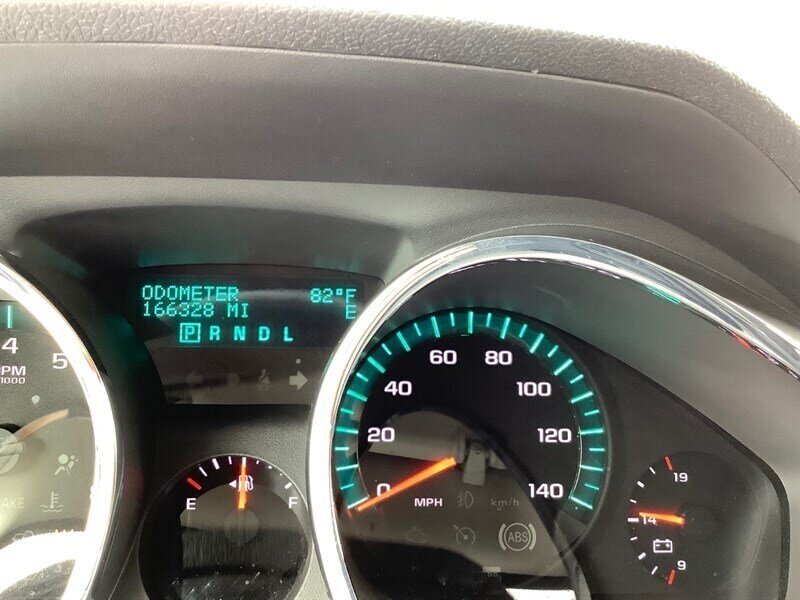 ODOMETER 82°F
166328 MI E
P R N D L
4
5
RPM
1000
60 80
40 100
20 120
0 MPH km/h 140
ABS
E F
19
14
9